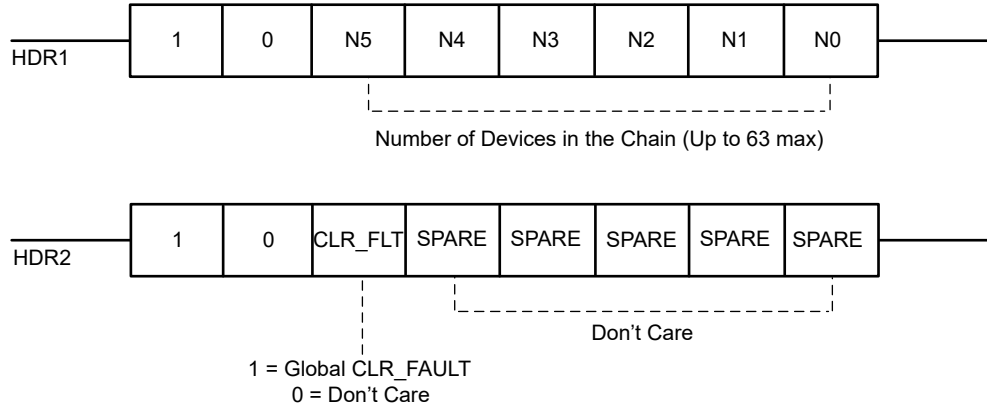 1 0 N5 N4 N3 N2 N1 N0
HDR1
Number of Devices in the Chain (Up to 63 max)
1 0 CLR_FLT SPARE SPARE SPARE SPARE SPARE
HDR2
Don't Care
1 = Global CLR_FAULT
0 = Don't Care